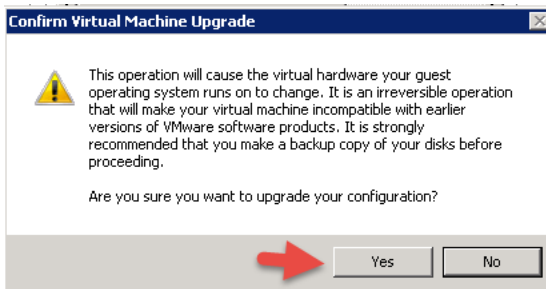 Confirm Virtual Machine Upgrade
This operation will cause the virtual hardware your guest
operating system runs on to change. It is an irreversible operation
that will make your virtual machine incompatible with earlier
versions of VMware software products. It is strongly
recommended that you make a backup copy of your disks before
proceeding.
Are you sure you want to upgrade your configuration?
Yes
No